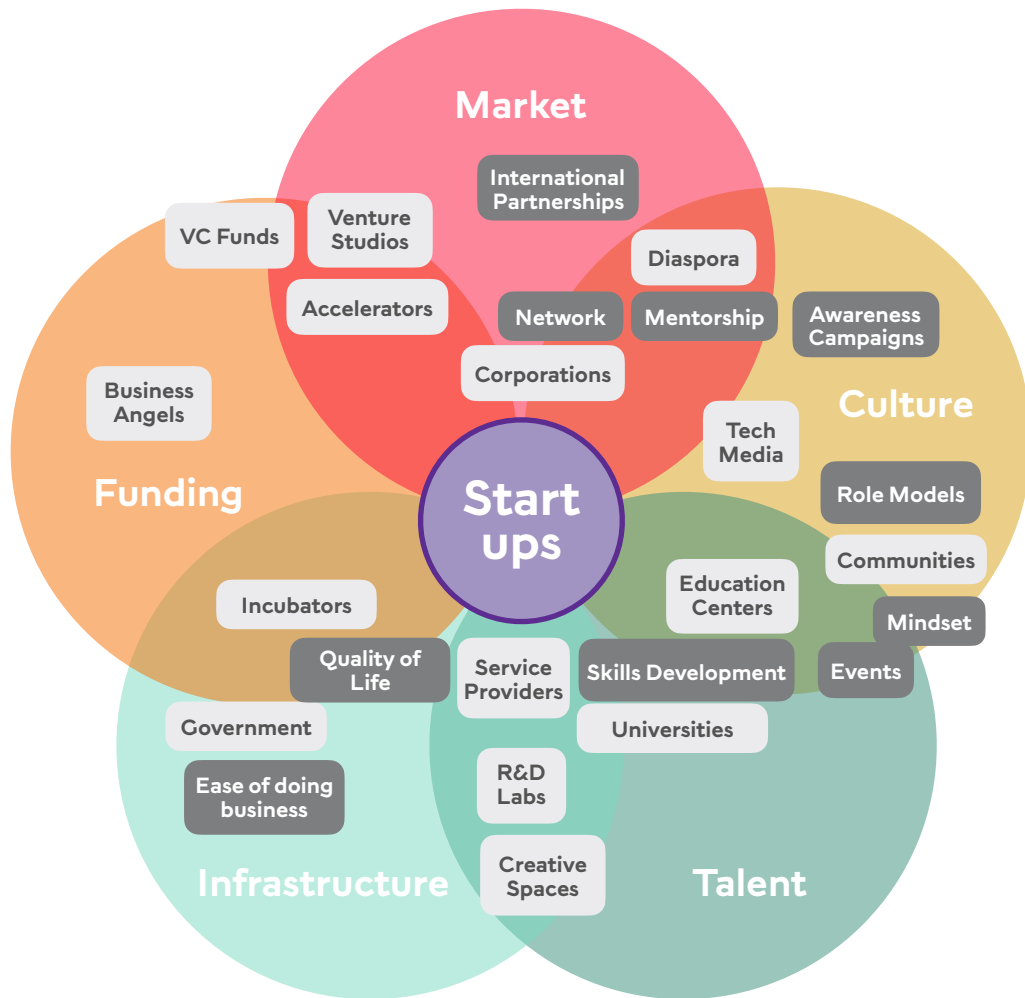 Market
International
Partnerships
VC Funds
Venture
Studios
Diaspora
Accelerators
Network
Mentorship
Awareness
Campaigns
Corporations
Business
Angels
Culture
Tech
Media
Funding
Start
ups
Role Models
Communities
Education
Centers
Incubators
Mindset
Quality of
Life
Service
Providers
Skills Development
Events
Government
Universities
Ease of doing
business
R&D
Labs
Infrastructure
Creative
Spaces
Talent